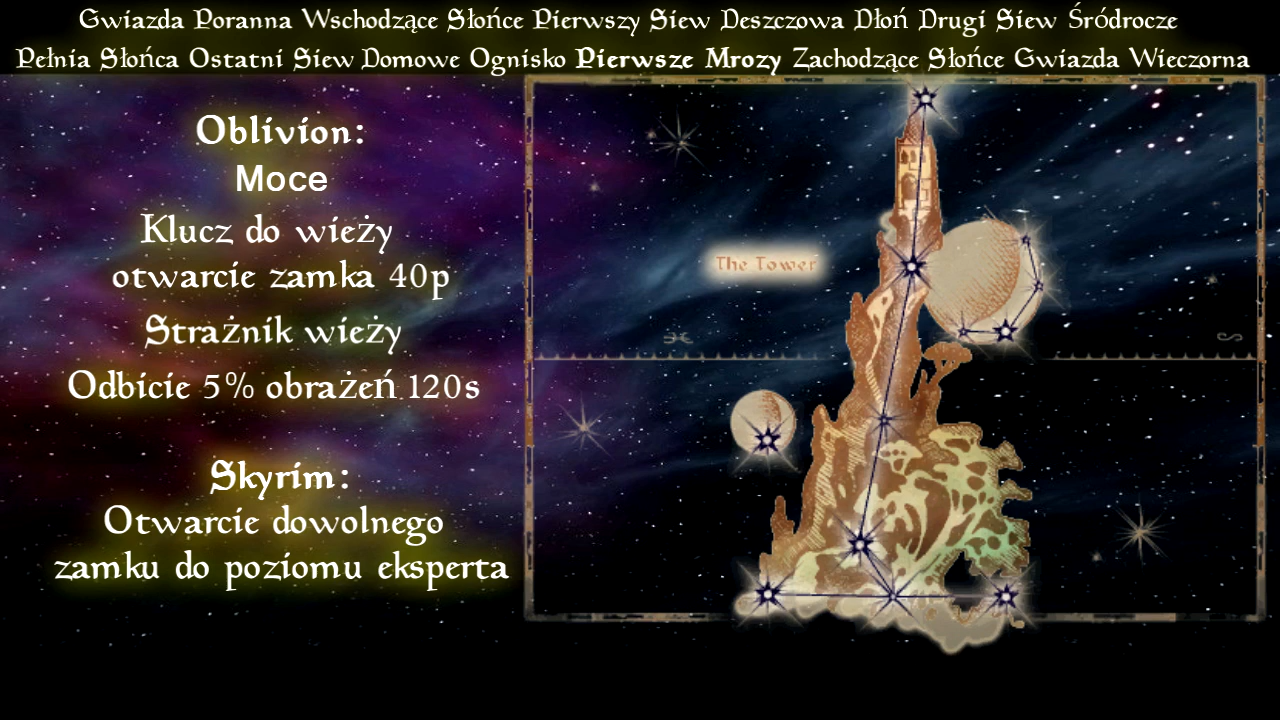 Gwiazda Poranna Wschodzące Słońce Pierwszy Siew Deszczowa Dłoń Drugi Siew Śródrocze
Pełnia Słońca Ostatni Siew Domowe Ognisko Pierwsze Mrozy Zachodzące Słońce Gwiazda Wieczorna
Oblivion:
Moce
Klucz do wieży
otwarcie zamka 40p
Strażnik wieży
Odbicie 5% obrażeń 120s
Skyrim:
Otwarcie dowolnego
zamku do poziomu eksperta
The Tower